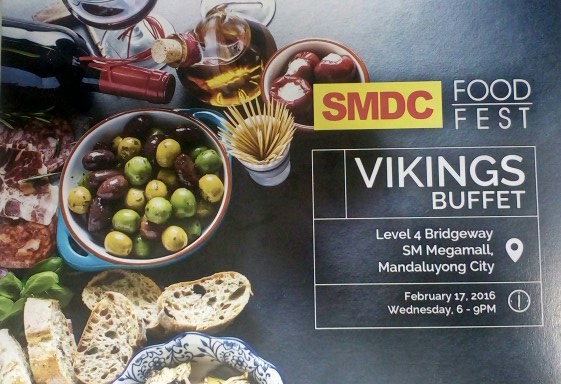 SMDC
FOOD
FEST
VIKINGS
BUFFET
Level 4 Bridgeway
SM Megamall,
Mandaluyong City
February 17, 2016
Wednesday, 6 - 9PM